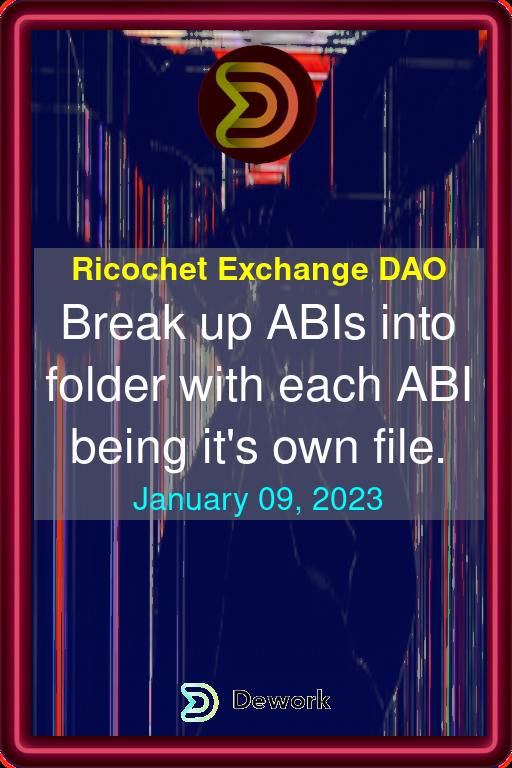 Ricochet Exchange DAO
Break up ABIs into
folder with each ABI
being it's own file.
January 09, 2023
Dework